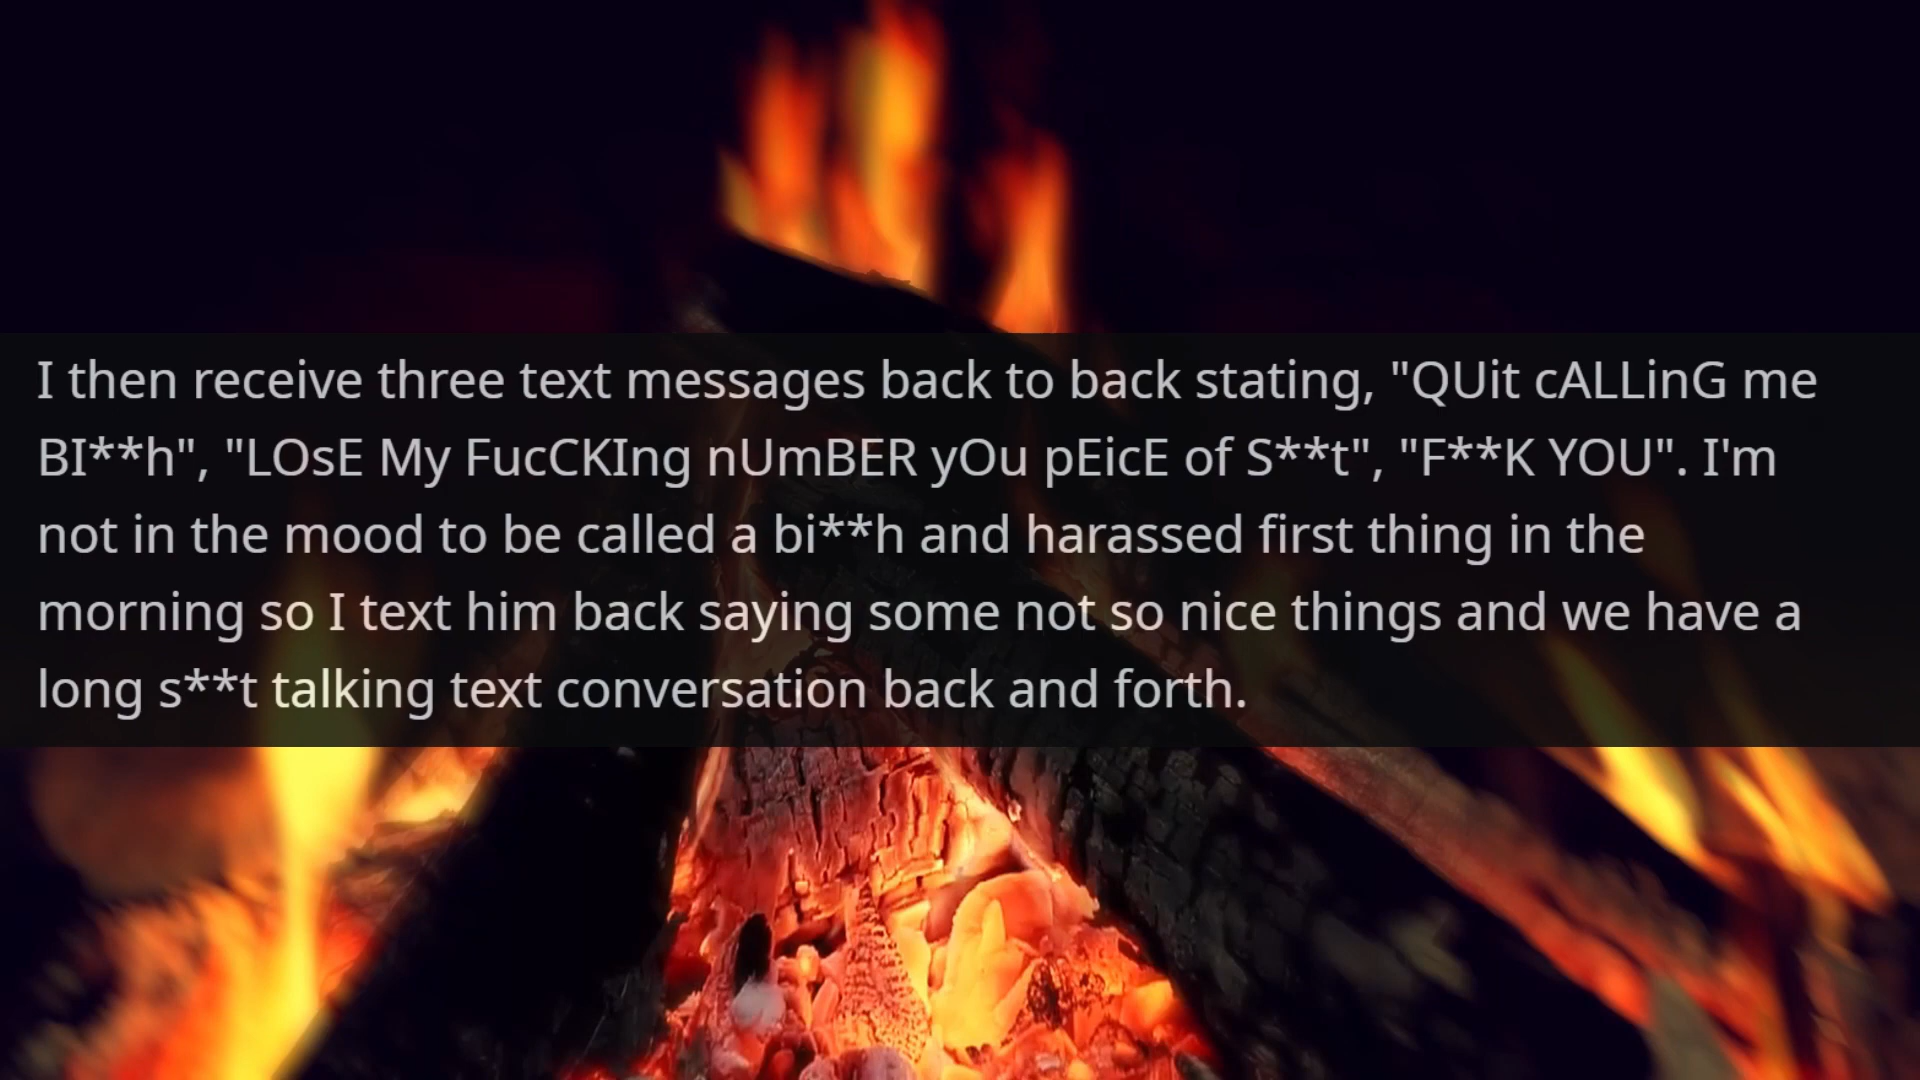 I then receive three text messages back to back stating, "QUit cALLinG me
BI**h", "LOsE My FucCKIng nUmBER yOu pEicE of S**t", "F**K YOU". I'm
not in the mood to be called a bi**h and harassed first thing in the
morning so I text him back saying some not so nice things and we have a
long s**t talking text conversation back and forth.